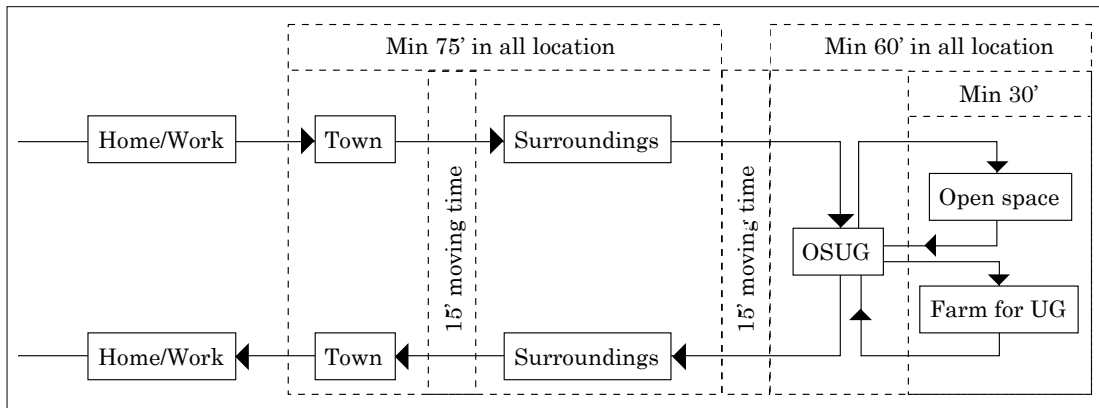 Min 75' in all location
Min 60' in all location
Min 30'
Home/Work
Town
Surroundings
Open space
15' moving time
15' moving time
OSUG
Farm for UG
Home/Work
Town
Surroundings